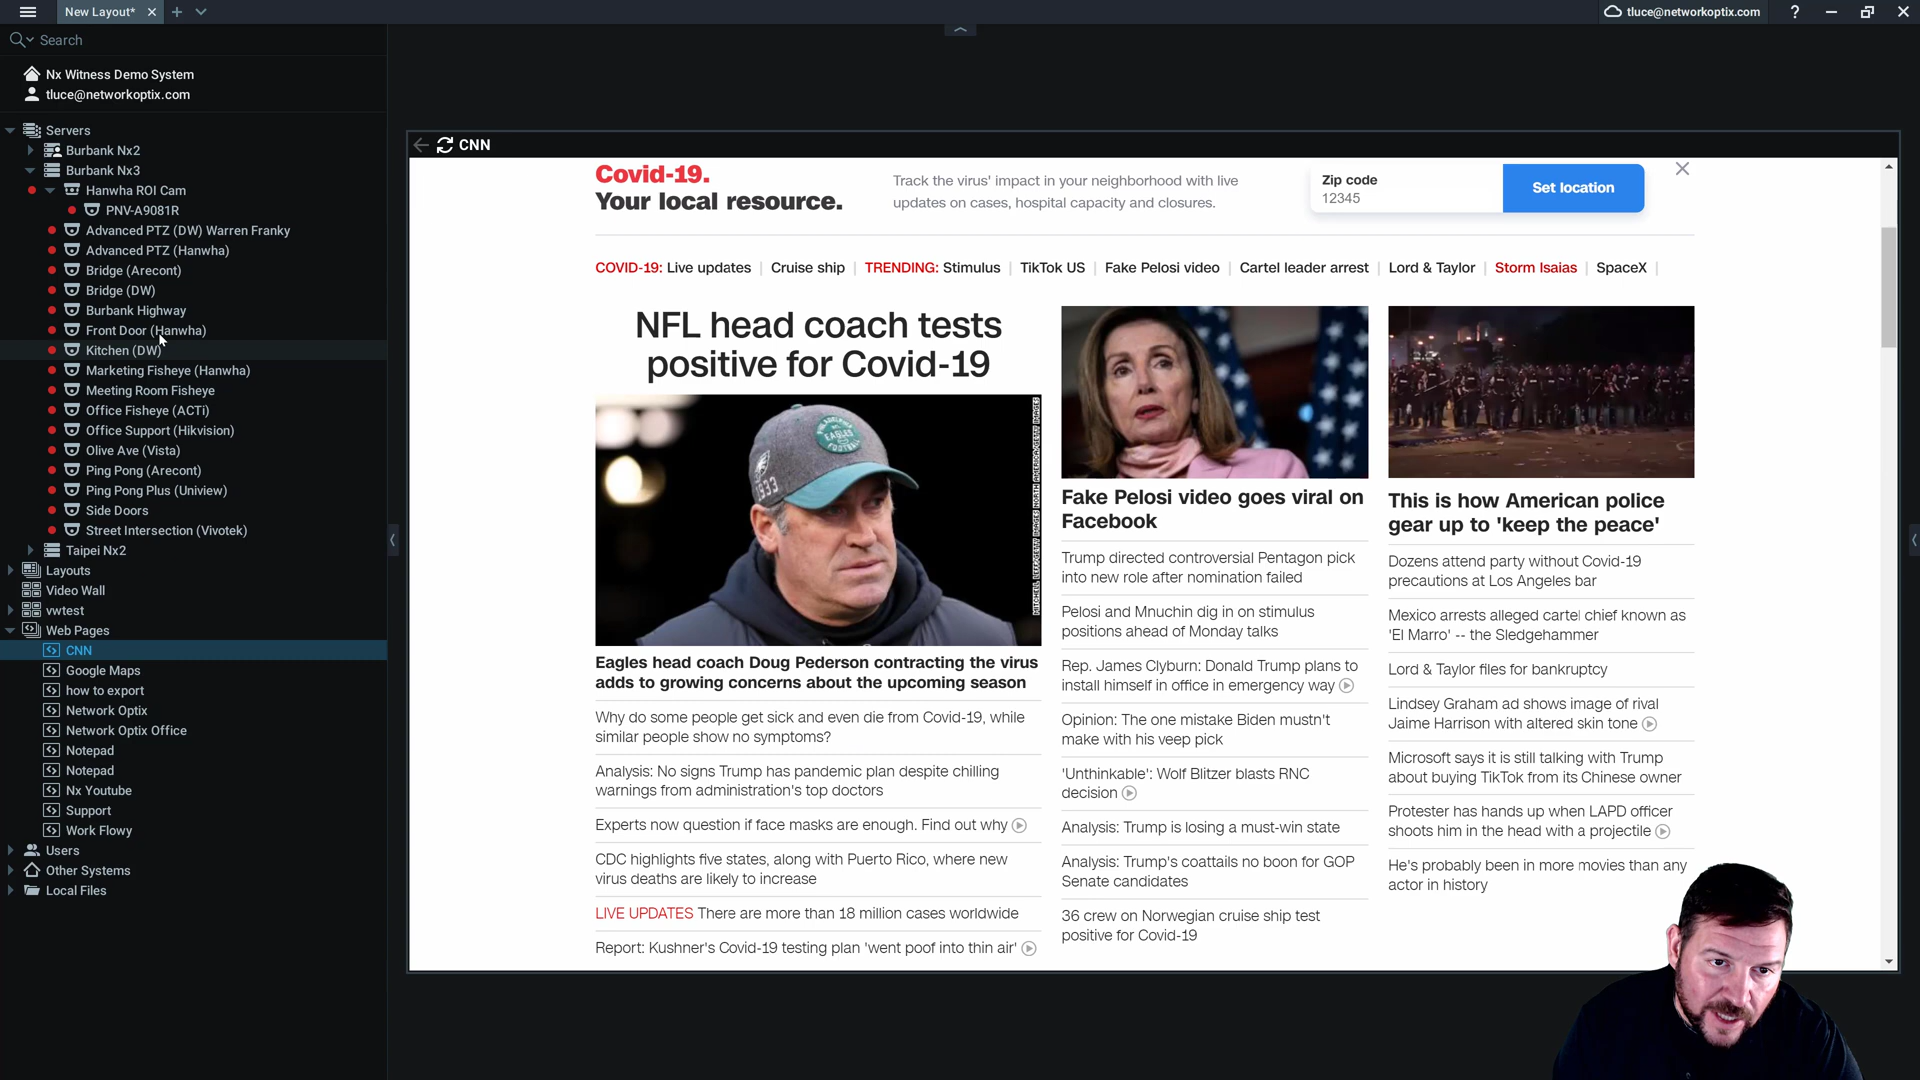 New Layout*
tluce@networkoptix.com
?
Search
Nx Witness Demo System
tluce@networkoptix.com
Servers
Burbank Nx2
Burbank Nx3
Hanwha ROI Cam
PNV-A9081R
Advanced PTZ (DW) Warren Franky
Advanced PTZ (Hanwha)
Bridge (Arecont)
Bridge (DW)
Burbank Highway
Front Door (Hanwha)
Kitchen (DW)
Marketing Fisheye (Hanwha)
Meeting Room Fisheye
Office Fisheye (ACTi)
Office Support (Hikvision)
Olive Ave (Vista)
Ping Pong (Arecont)
Ping Pong Plus (Uniview)
Side Doors
Street Intersection (Vivotek)
Taipei Nx2
Layouts
Video Wall
vwtest
Web Pages
CNN
Google Maps
how to export
Network Optix
Network Optix Office
Notepad
Notepad
Nx Youtube
Support
Work Flowy
Users
Other Systems
Local Files
CNN
Covid-19.
Your local resource.
Track the virus' impact in your neighborhood with live
updates on cases, hospital capacity and closures.
Zip code
12345
Set location
COVID-19: Live updates | Cruise ship | TRENDING: Stimulus | TikTok US | Fake Pelosi video | Cartel leader arrest | Lord & Taylor | Storm Isaias | SpaceX |
NFL head coach tests
positive for Covid-19
PHILADELPHIA
EAGLES
FOOTBALL
1933
MITCHELL LEFF/GETTY IMAGES NORTH AMERICA/GETTY IMAGES
Eagles head coach Doug Pederson contracting the virus
adds to growing concerns about the upcoming season
Why do some people get sick and even die from Covid-19, while
similar people show no symptoms?
Analysis: No signs Trump has pandemic plan despite chilling
warnings from administration's top doctors
Experts now question if face masks are enough. Find out why
CDC highlights five states, along with Puerto Rico, where new
virus deaths are likely to increase
LIVE UPDATES There are more than 18 million cases worldwide
Report: Kushner's Covid-19 testing plan 'went poof into thin air'
Fake Pelosi video goes viral on
Facebook
Trump directed controversial Pentagon pick
into new role after nomination failed
Pelosi and Mnuchin dig in on stimulus
positions ahead of Monday talks
Rep. James Clyburn: Donald Trump plans to
install himself in office in emergency way
Opinion: The one mistake Biden mustn't
make with his veep pick
'Unthinkable': Wolf Blitzer blasts RNC
decision
Analysis: Trump is losing a must-win state
Analysis: Trump's coattails no boon for GOP
Senate candidates
36 crew on Norwegian cruise ship test
positive for Covid-19
This is how American police
gear up to 'keep the peace'
Dozens attend party without Covid-19
precautions at Los Angeles bar
Mexico arrests alleged cartel chief known as
'El Marro' -- the Sledgehammer
Lord & Taylor files for bankruptcy
Lindsey Graham ad shows image of rival
Jaime Harrison with altered skin tone
Microsoft says it is still talking with Trump
about buying TikTok from its Chinese owner
Protester has hands up when LAPD officer
shoots him in the head with a projectile
He's probably been in more movies than any
actor in history